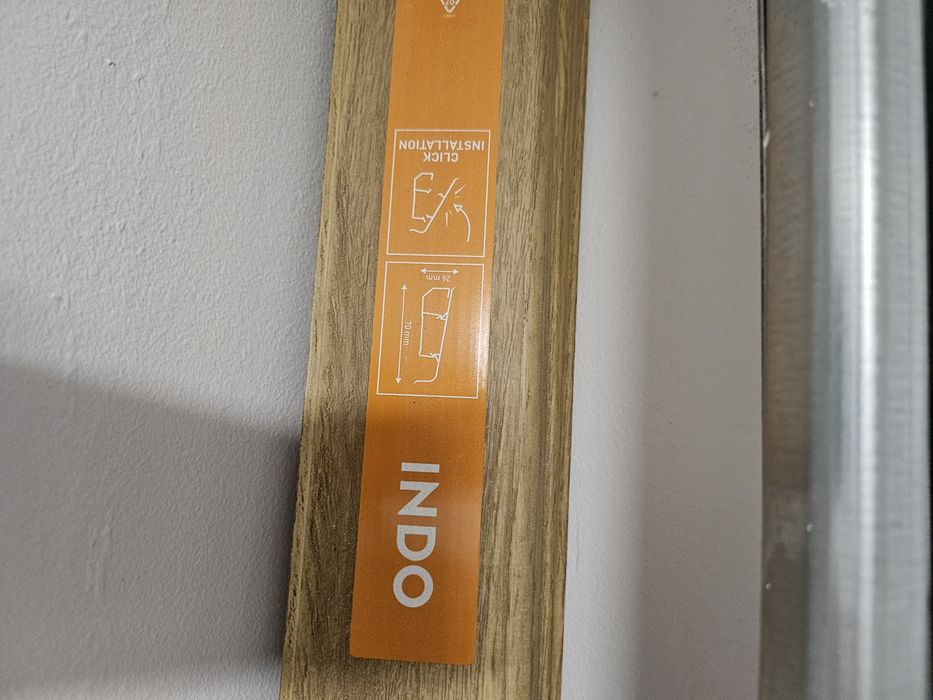 CLICK
INSTALLATION
26 mm
70 mm
INDO